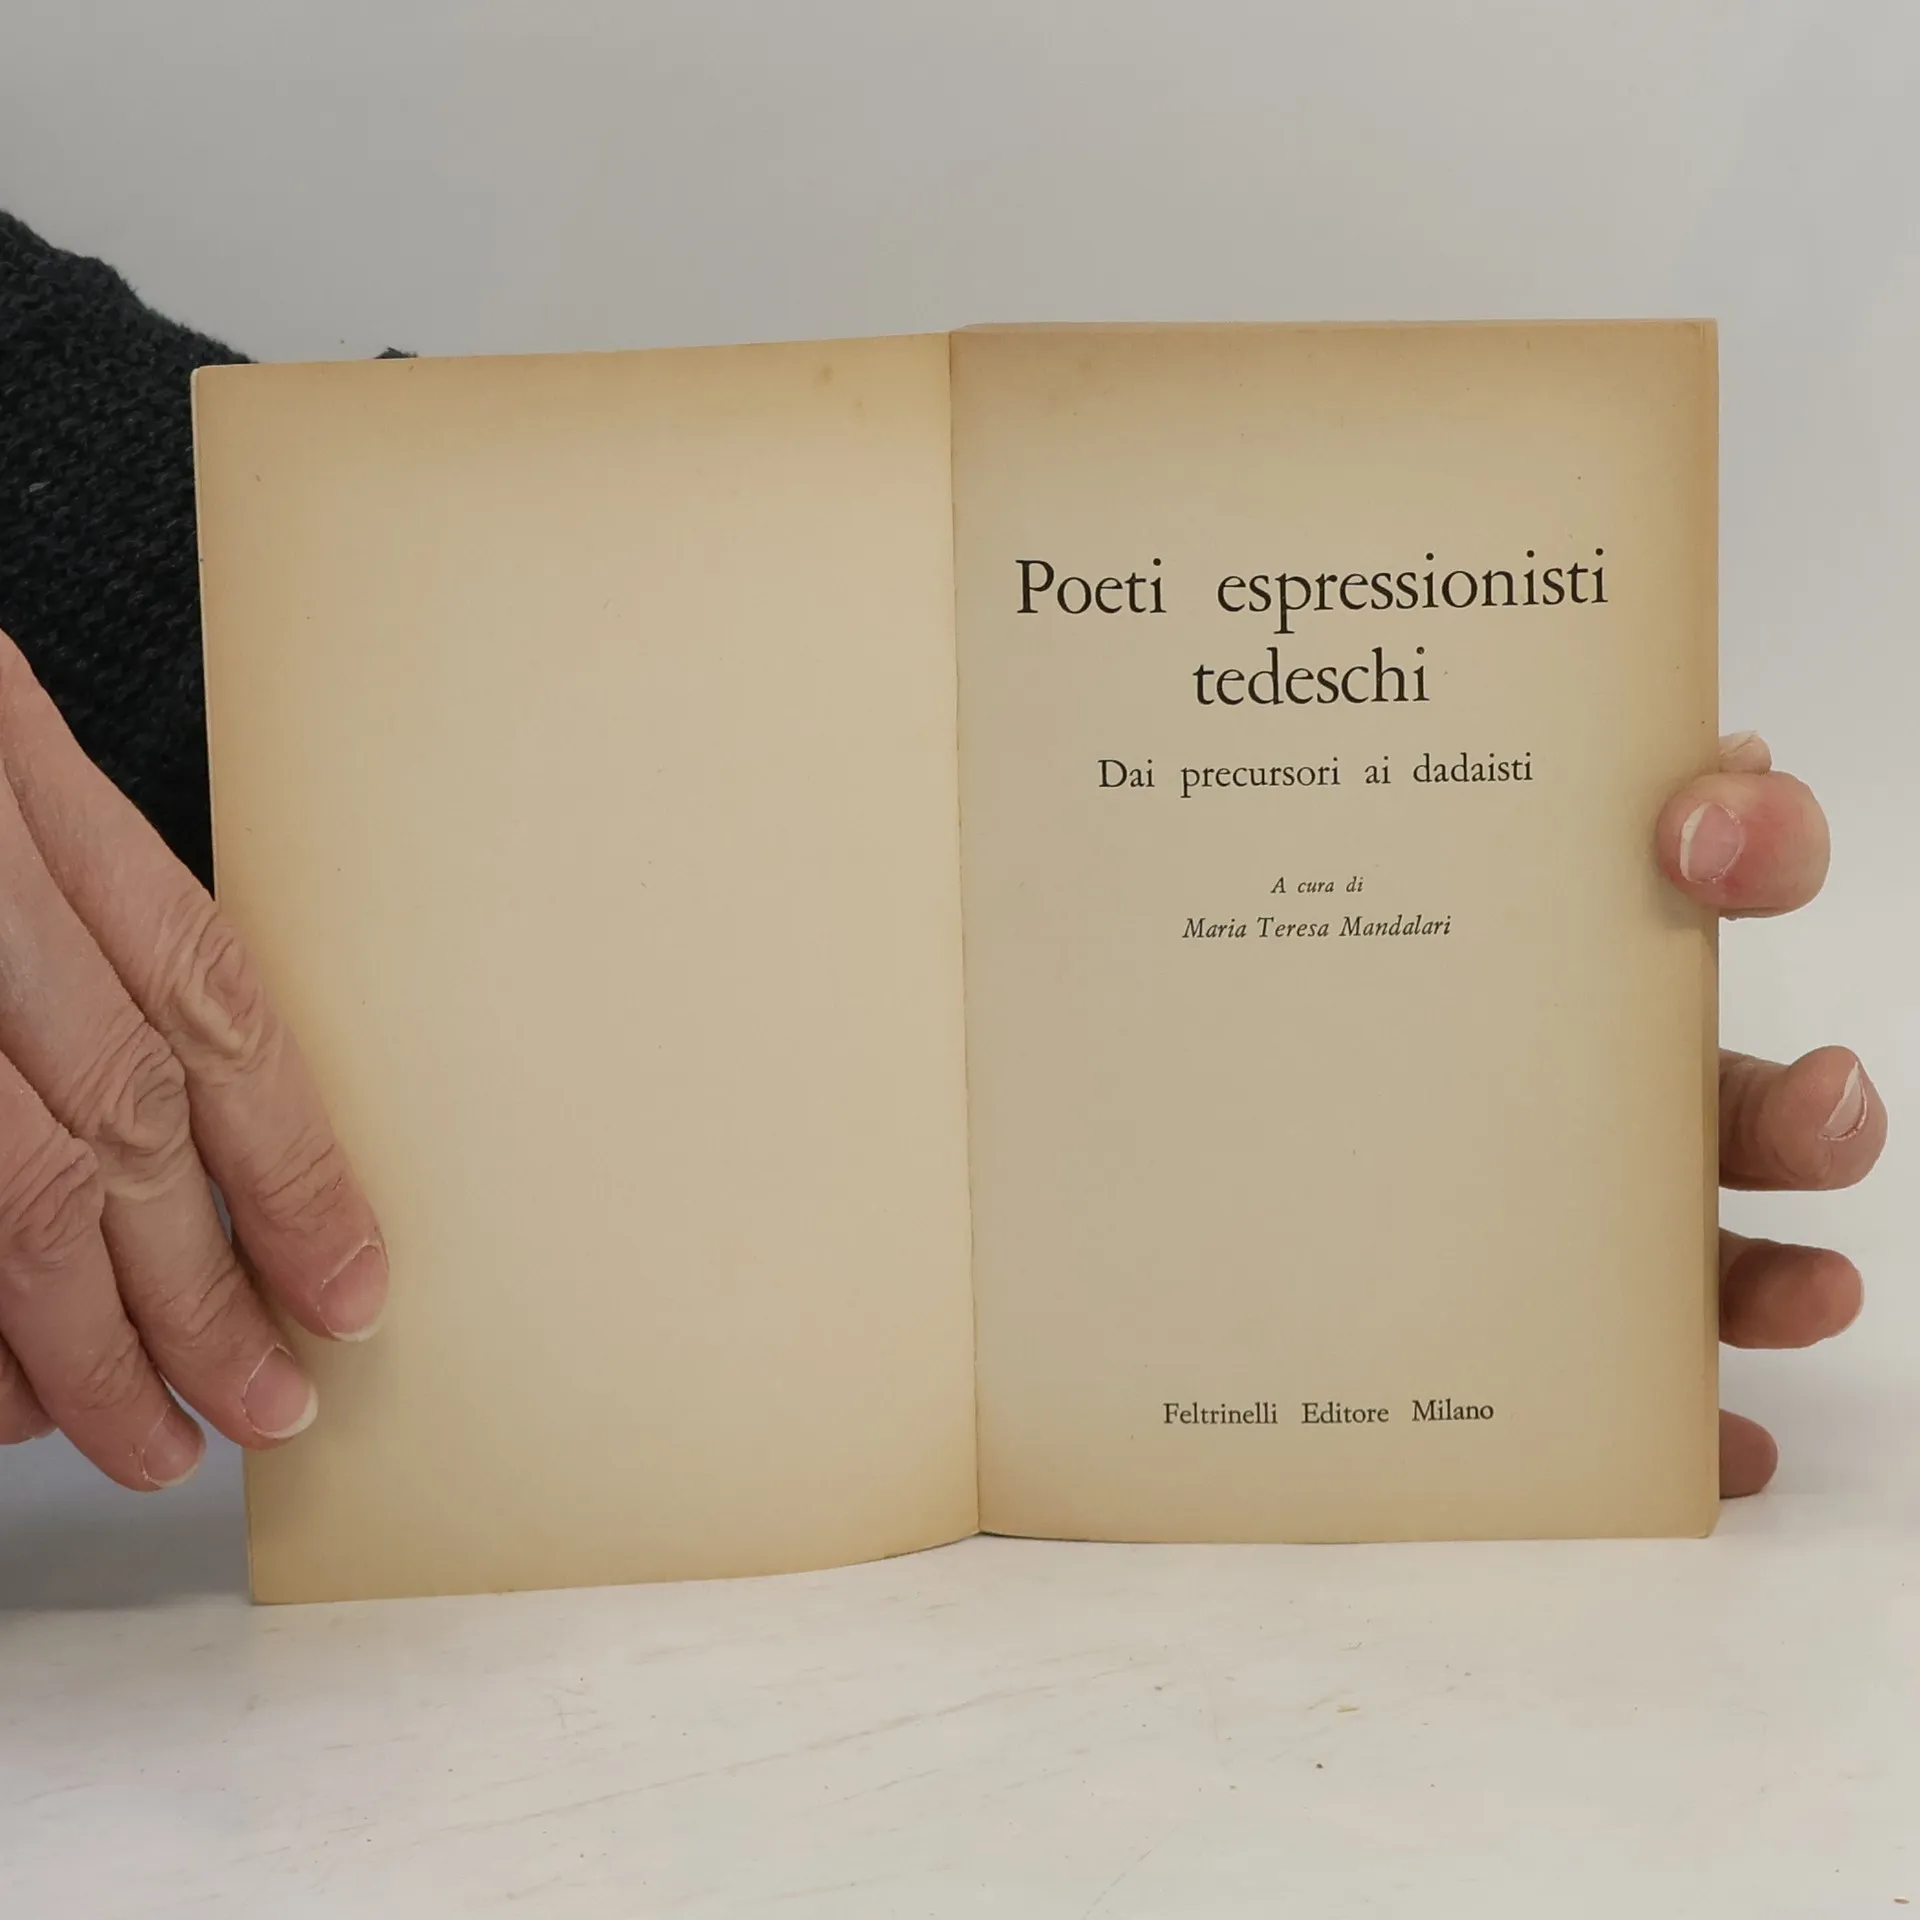 Poeti espressionisti
tedeschi
Dai precursori ai dadaisti
A cura di
Maria Teresa Mandalari
Feltrinelli Editore Milano